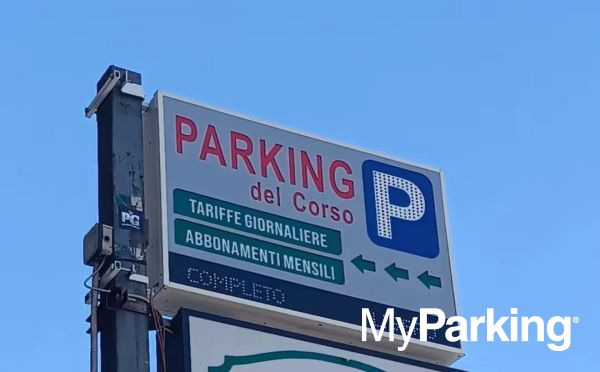 PARKING
del Corso
P
TARIFFE GIORNALIERE
ABBONAMENTI MENSILI
COMPLETO
PG
MyParking®